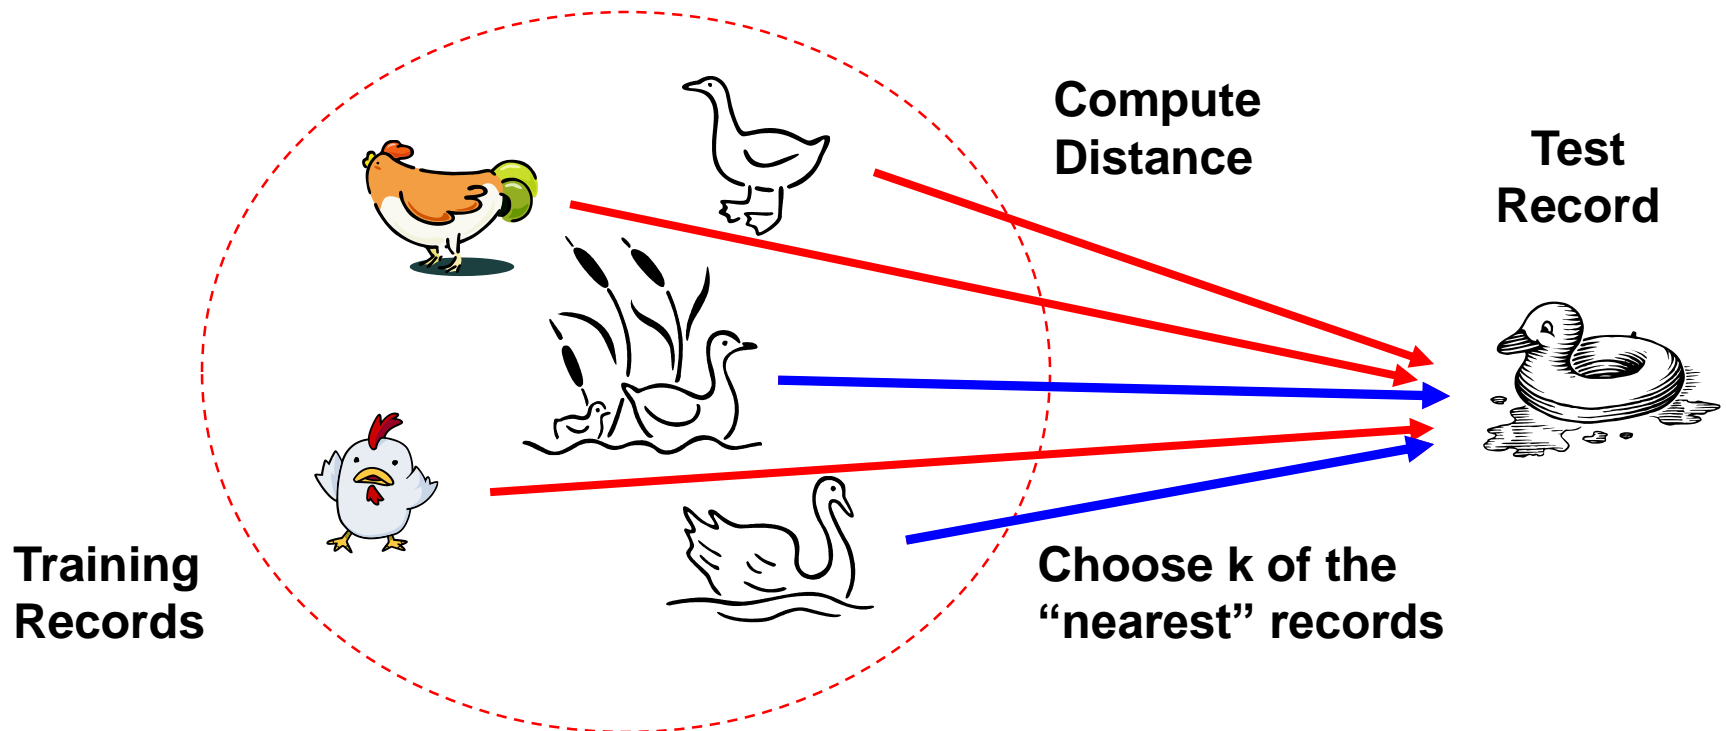 Compute
Distance
Test
Record
Training
Records
Choose k of the
“nearest” records